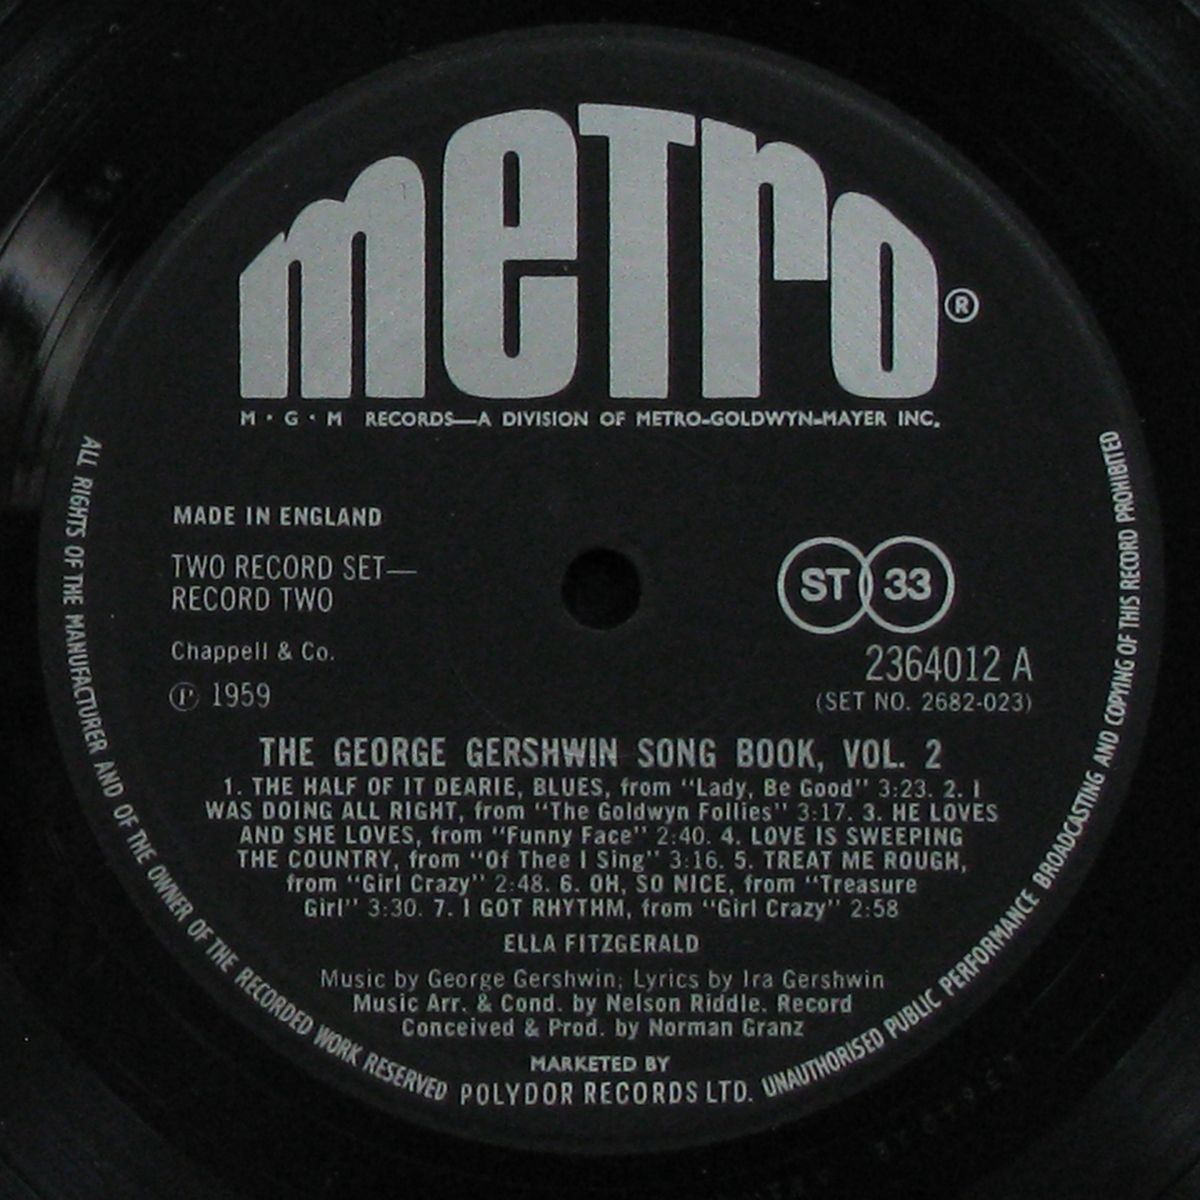 meTro
®
M·G·M RECORDS—A DIVISION OF METRO-GOLDWYN-MAYER INC.
MADE IN ENGLAND
TWO RECORD SET—
RECORD TWO
Chappell & Co.
Ⓟ 1959
ST 33
2364012 A
(SET NO. 2682-023)
THE GEORGE GERSHWIN SONG BOOK, VOL. 2
1. THE HALF OF IT DEARIE, BLUES, from "Lady, Be Good" 3:23. 2. I
WAS DOING ALL RIGHT, from "The Goldwyn Follies" 3:17. 3. HE LOVES
AND SHE LOVES, from "Funny Face" 2:40. 4. LOVE IS SWEEPING
THE COUNTRY, from "Of Thee I Sing" 3:16. 5. TREAT ME ROUGH,
from "Girl Crazy" 2:48. 6. OH, SO NICE, from "Treasure
Girl" 3:30. 7. I GOT RHYTHM, from "Girl Crazy" 2:58
ELLA FITZGERALD
Music by George Gershwin; Lyrics by Ira Gershwin
Music Arr. & Cond. by Nelson Riddle. Record
Conceived & Prod. by Norman Granz
MARKETED BY
POLYDOR RECORDS LTD.
ALL RIGHTS OF THE MANUFACTURER AND OF THE OWNER OF THE RECORDED WORK RESERVED
UNAUTHORISED PUBLIC PERFORMANCE BROADCASTING AND COPYING OF THIS RECORD PROHIBITED